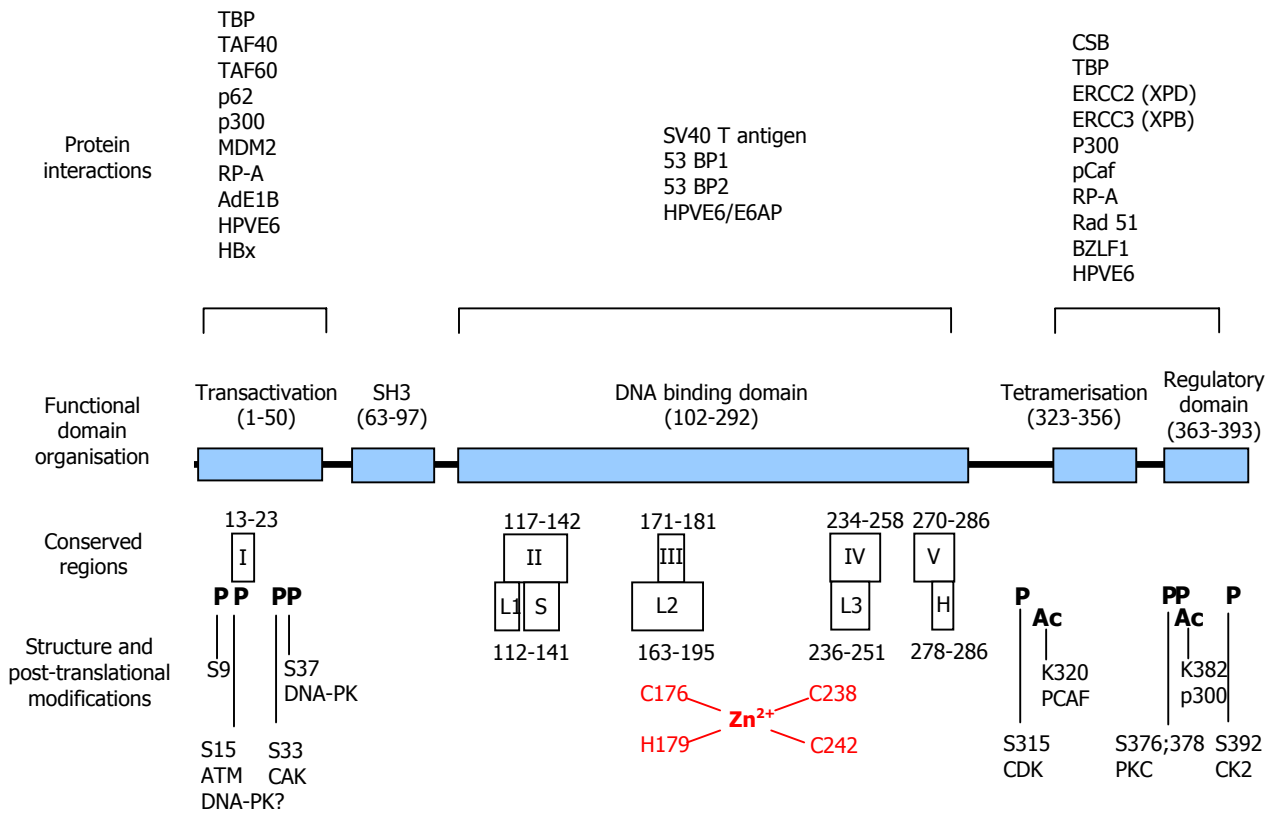 Protein
interactions
TBP
TAF40
TAF60
p62
p300
MDM2
RP-A
AdE1B
HPVE6
HBx
SV40 T antigen
53 BP1
53 BP2
HPVE6/E6AP
CSB
TBP
ERCC2 (XPD)
ERCC3 (XPB)
P300
pCaf
RP-A
Rad 51
BZLF1
HPVE6
Functional
domain
organisation
Transactivation
(1-50)
SH3
(63-97)
DNA binding domain
(102-292)
Tetramerisation
(323-356)
Regulatory
domain
(363-393)
Conserved
regions
13-23
I
117-142
II
171-181
III
234-258
IV
270-286
V
L1
S
L2
L3
H
112-141
163-195
236-251
278-286
Structure and
post-translational
modifications
P P
PP
P
Ac
PP
Ac
P
S9
S15
ATM
DNA-PK?
S33
CAK
S37
DNA-PK
C176
C238
Zn²⁺
H179
C242
S315
CDK
K320
PCAF
S376;378
PKC
K382
p300
S392
CK2